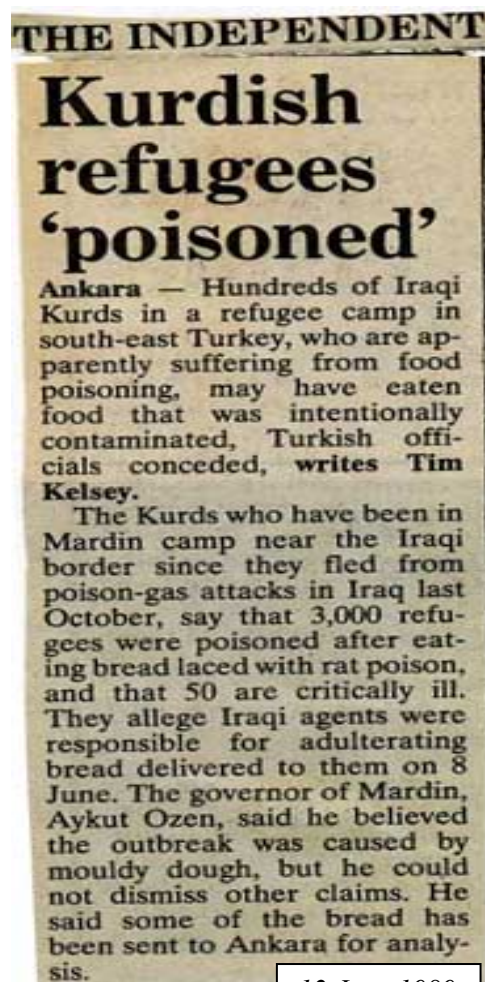 THE INDEPENDENT
Kurdish
refugees
‘poisoned’
Ankara — Hundreds of Iraqi
Kurds in a refugee camp in
south-east Turkey, who are ap-
parently suffering from food
poisoning, may have eaten
food that was intentionally
contaminated, Turkish offi-
cials conceded, writes Tim
Kelsey.
The Kurds who have been in
Mardin camp near the Iraqi
border since they fled from
poison-gas attacks in Iraq last
October, say that 3,000 refu-
gees were poisoned after eat-
ing bread laced with rat poison,
and that 50 are critically ill.
They allege Iraqi agents were
responsible for adulterating
bread delivered to them on 8
June. The governor of Mardin,
Aykut Ozen, said he believed
the outbreak was caused by
mouldy dough, but he could
not dismiss other claims. He
said some of the bread has
been sent to Ankara for analy-
sis.